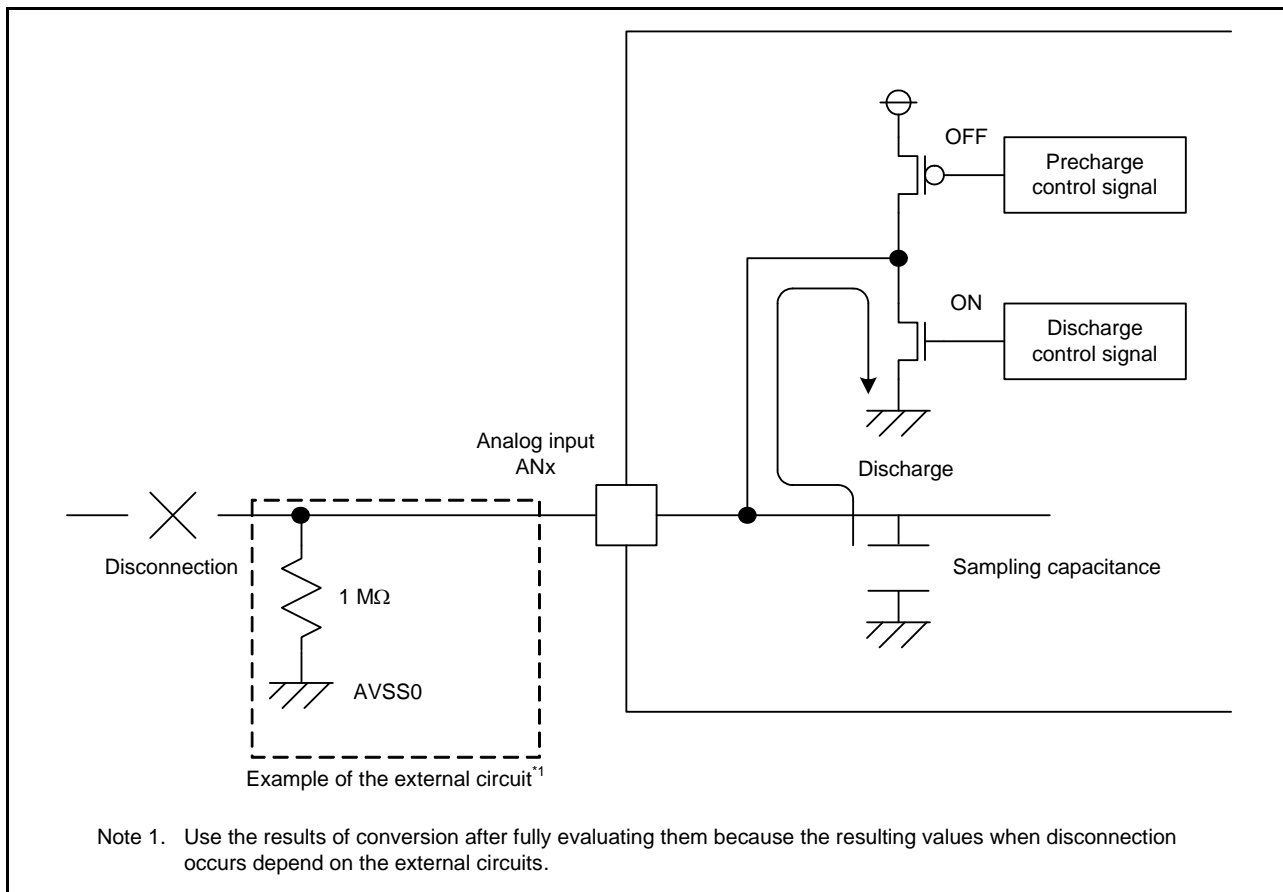 OFF
Precharge
control signal
ON
Discharge
control signal
Analog input
ANx
Discharge
Disconnection
Sampling capacitance
1 MΩ
AVSS0
Example of the external circuit*1
Note 1. Use the results of conversion after fully evaluating them because the resulting values when disconnection
occurs depend on the external circuits.